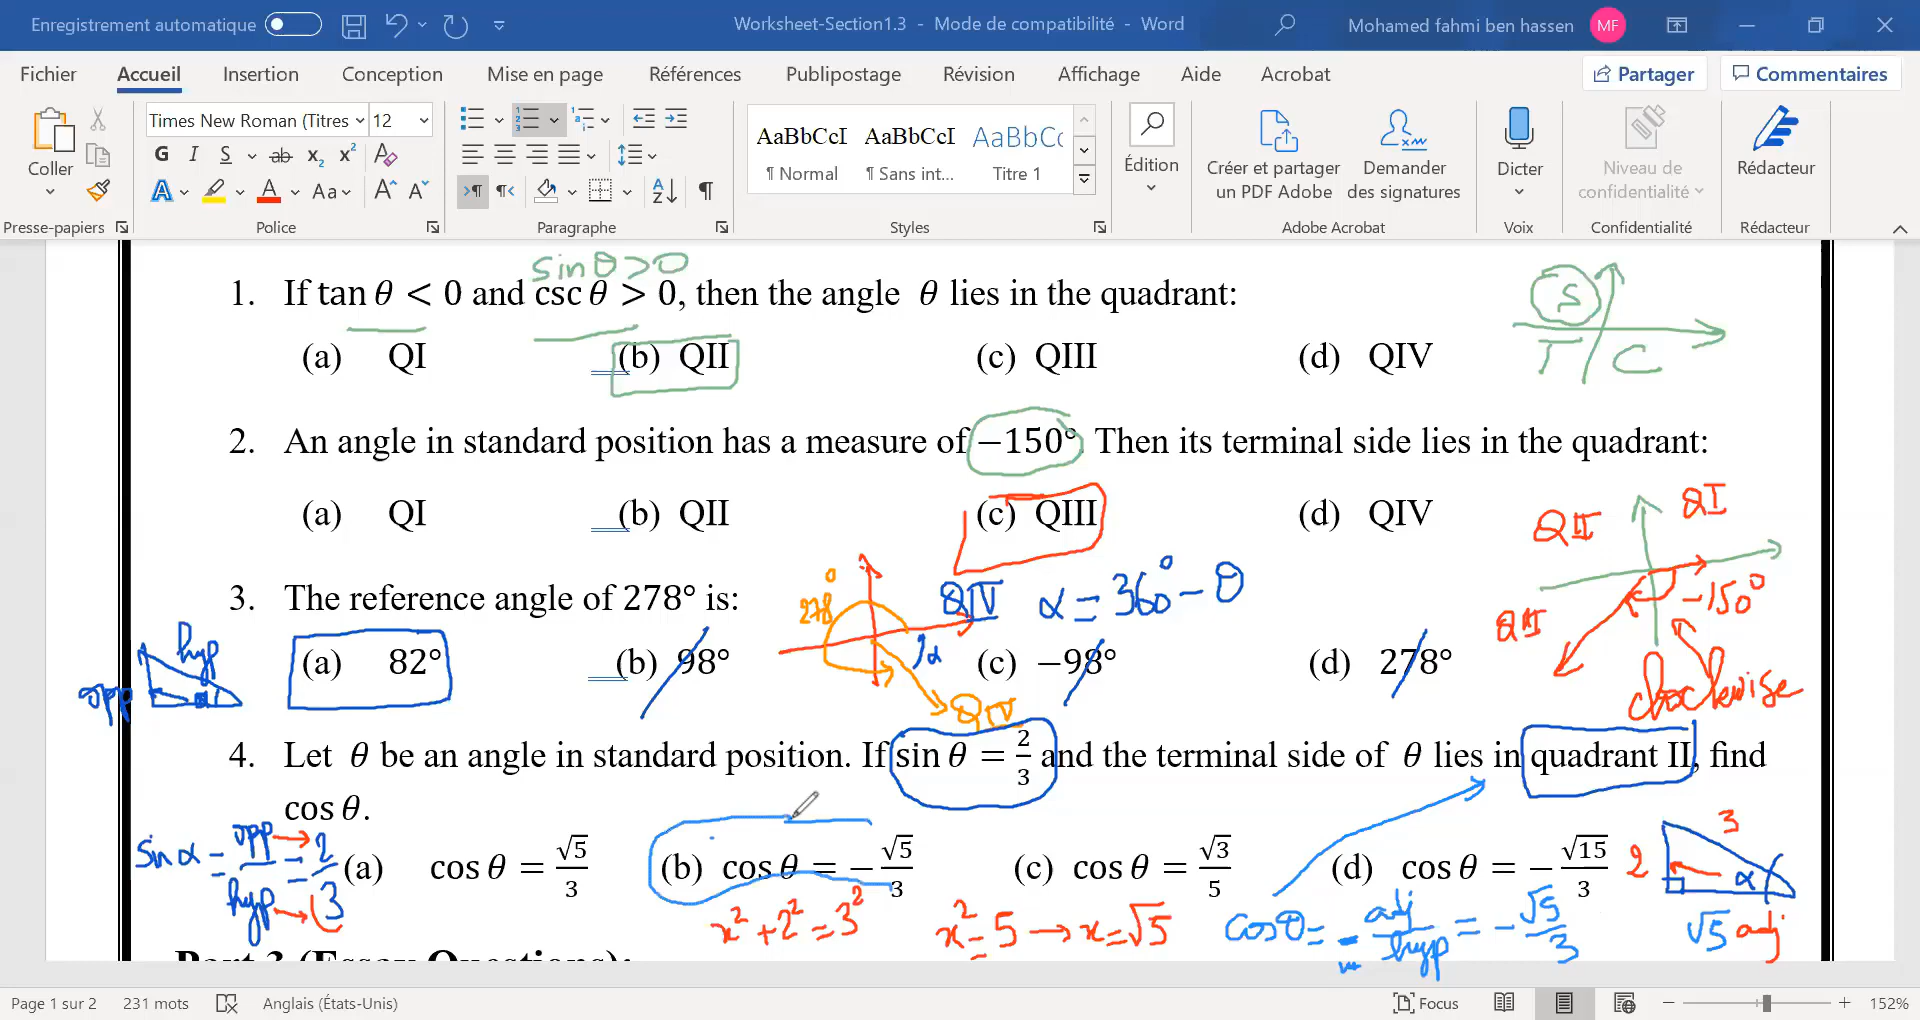 Enregistrement automatique Worksheet-Section1.3 - Mode de compatibilité - Word Mohamed fahmi ben hassen MF
Fichier Accueil Insertion Conception Mise en page Références Publipostage Révision Affichage Aide Acrobat Partager Commentaires
Times New Roman (Titres 12
Coller
G I S ab x₂ x² A
A A Aa A A
AaBbCcI AaBbCcI AaBbCc
¶ Normal ¶ Sans int... Titre 1
Édition
Créer et partager un PDF Adobe
Demander des signatures
Dicter
Niveau de confidentialité
Rédacteur
Presse-papiers Police Paragraphe Styles Adobe Acrobat Voix Confidentialité Rédacteur
sin θ > 0
1. If tan θ < 0 and csc θ > 0, then the angle θ lies in the quadrant:
(a) QI (b) QII (c) QIII (d) QIV
S
T C
2. An angle in standard position has a measure of −150°. Then its terminal side lies in the quadrant:
(a) QI (b) QII (c) QIII (d) QIV
QII QI
-150°
QIII
clockwise
3. The reference angle of 278° is:
278° QIV α = 360° - θ
(a) 82° (b) 98° (c) −98° (d) 278°
α
QIV
hyp
opp α
4. Let θ be an angle in standard position. If sin θ = 2/3 and the terminal side of θ lies in quadrant II, find
cos θ.
sin α = opp/hyp = 2/3
(a) cos θ = √5/3 (b) cos θ = −√5/3 (c) cos θ = √3/5 (d) cos θ = −√15/3
3
2 α
√5 adj
x² + 2² = 3² x² = 5 → x = √5 cos θ = - adj/hyp = - √5/3
Part 3 (Essay Questions):
Page 1 sur 2 231 mots Anglais (États-Unis) Focus 152%